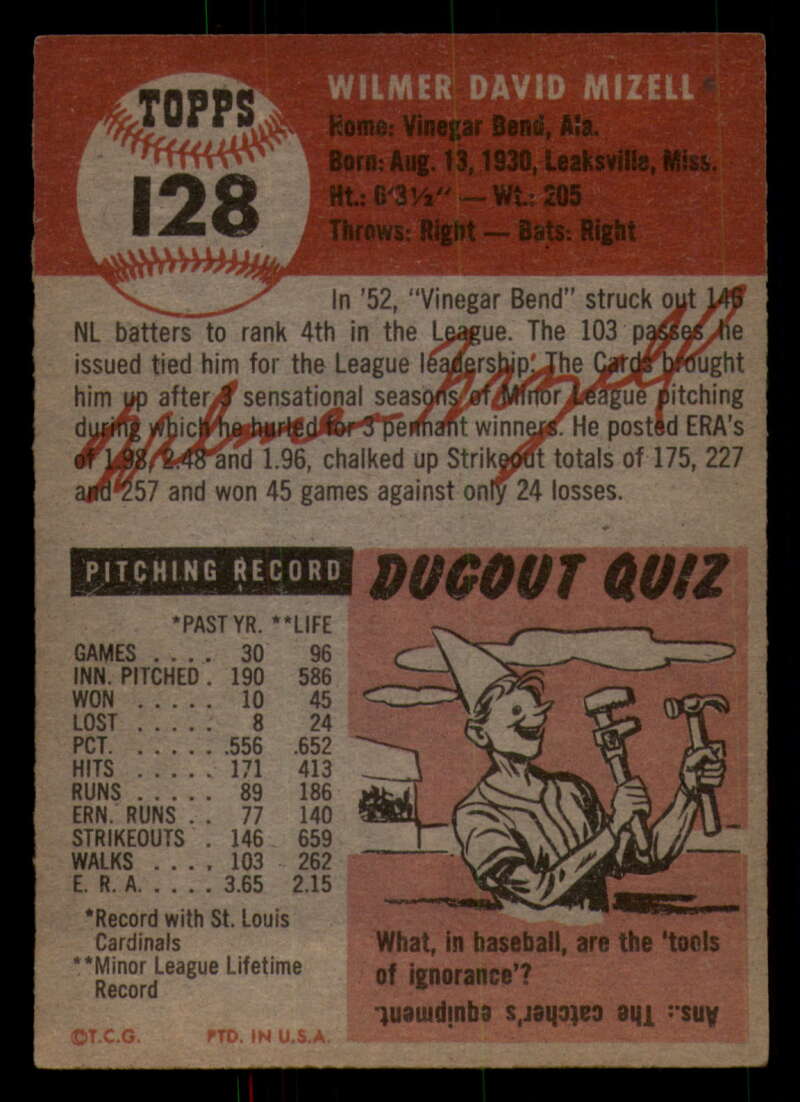 TOPPS
128
WILMER DAVID MIZELL
Home: Vinegar Bend, Ala.
Born: Aug. 13, 1930, Leaksville, Miss.
Ht.: 6'3½" — Wt.: 205
Throws: Right — Bats: Right
In '52, "Vinegar Bend" struck out 146
NL batters to rank 4th in the League. The 103 passes he
issued tied him for the League leadership. The Cards brought
him up after 3 sensational seasons of Minor League pitching
during which he hurled for 3 pennant winners. He posted ERA's
of 1.98, 2.48 and 1.96, chalked up Strikeout totals of 175, 227
and 257 and won 45 games against only 24 losses.
Wilmer Mizell
PITCHING RECORD
*PAST YR. **LIFE
GAMES .... 30 96
INN. PITCHED . 190 586
WON ..... 10 45
LOST ..... 8 24
PCT. ..... .556 .652
HITS ..... 171 413
RUNS ..... 89 186
ERN. RUNS .. 77 140
STRIKEOUTS . 146 659
WALKS .... 103 262
E. R. A. .... 3.65 2.15
*Record with St. Louis
Cardinals
**Minor League Lifetime
Record
©T.C.G. PTD. IN U.S.A.
DUGOUT QUIZ
What, in baseball, are the 'tools
of ignorance'?
Ans.: The catcher's equipment.